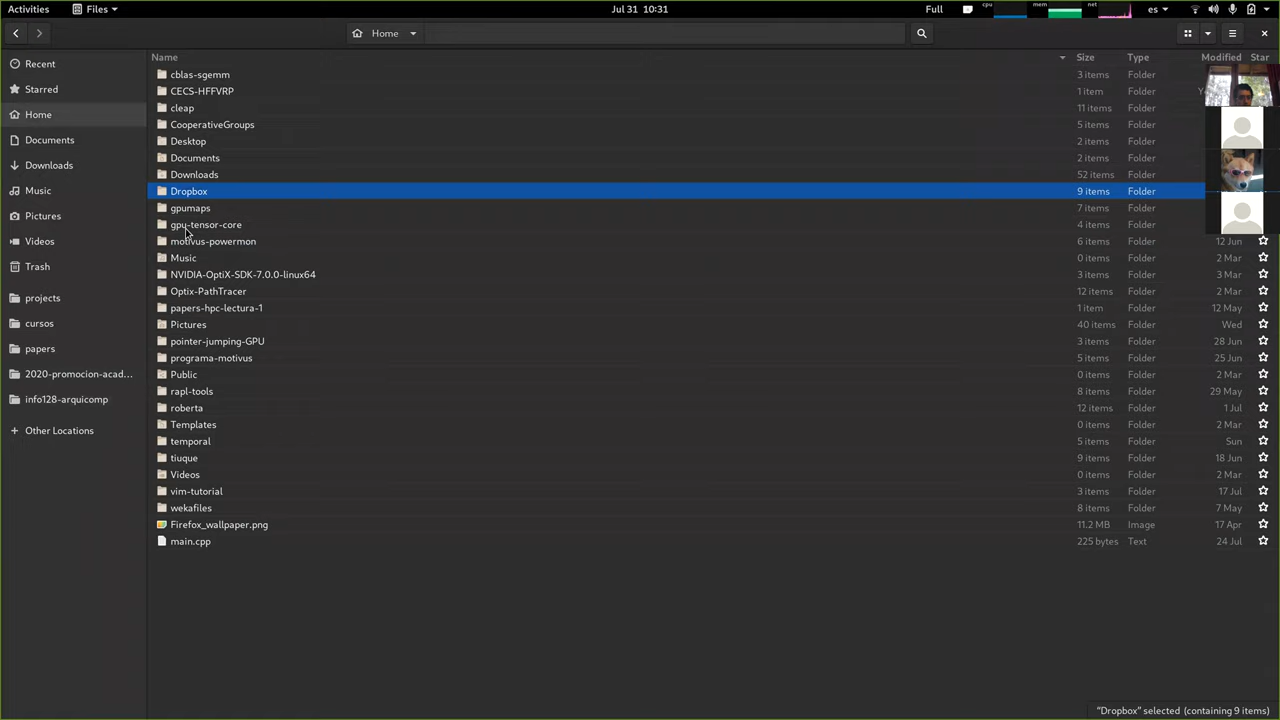 Activities Files Jul 31 10:31 Full cpu mem net es
Home
Recent
Starred
Home
Documents
Downloads
Music
Pictures
Videos
Trash
projects
cursos
papers
2020-promocion-acad...
info128-arquicomp
+ Other Locations
Name Size Type Modified Star
cblas-sgemm 3 items Folder
CECS-HFFVRP 1 item Folder
cleap 11 items Folder
CooperativeGroups 5 items Folder
Desktop 2 items Folder
Documents 2 items Folder
Downloads 52 items Folder
Dropbox 9 items Folder
gpumaps 7 items Folder
gpu-tensor-core 4 items Folder
motivus-powermon 6 items Folder 12 Jun
Music 0 items Folder 2 Mar
NVIDIA-OptiX-SDK-7.0.0-linux64 3 items Folder 3 Mar
Optix-PathTracer 12 items Folder 2 Mar
papers-hpc-lectura-1 1 item Folder 12 May
Pictures 40 items Folder Wed
pointer-jumping-GPU 3 items Folder 28 Jun
programa-motivus 5 items Folder 25 Jun
Public 0 items Folder 2 Mar
rapl-tools 8 items Folder 29 May
roberta 12 items Folder 1 Jul
Templates 0 items Folder 2 Mar
temporal 5 items Folder Sun
tiuque 9 items Folder 18 Jun
Videos 0 items Folder 2 Mar
vim-tutorial 3 items Folder 17 Jul
wekafiles 8 items Folder 7 May
Firefox_wallpaper.png 11.2 MB Image 17 Apr
main.cpp 225 bytes Text 24 Jul
"Dropbox" selected (containing 9 items)